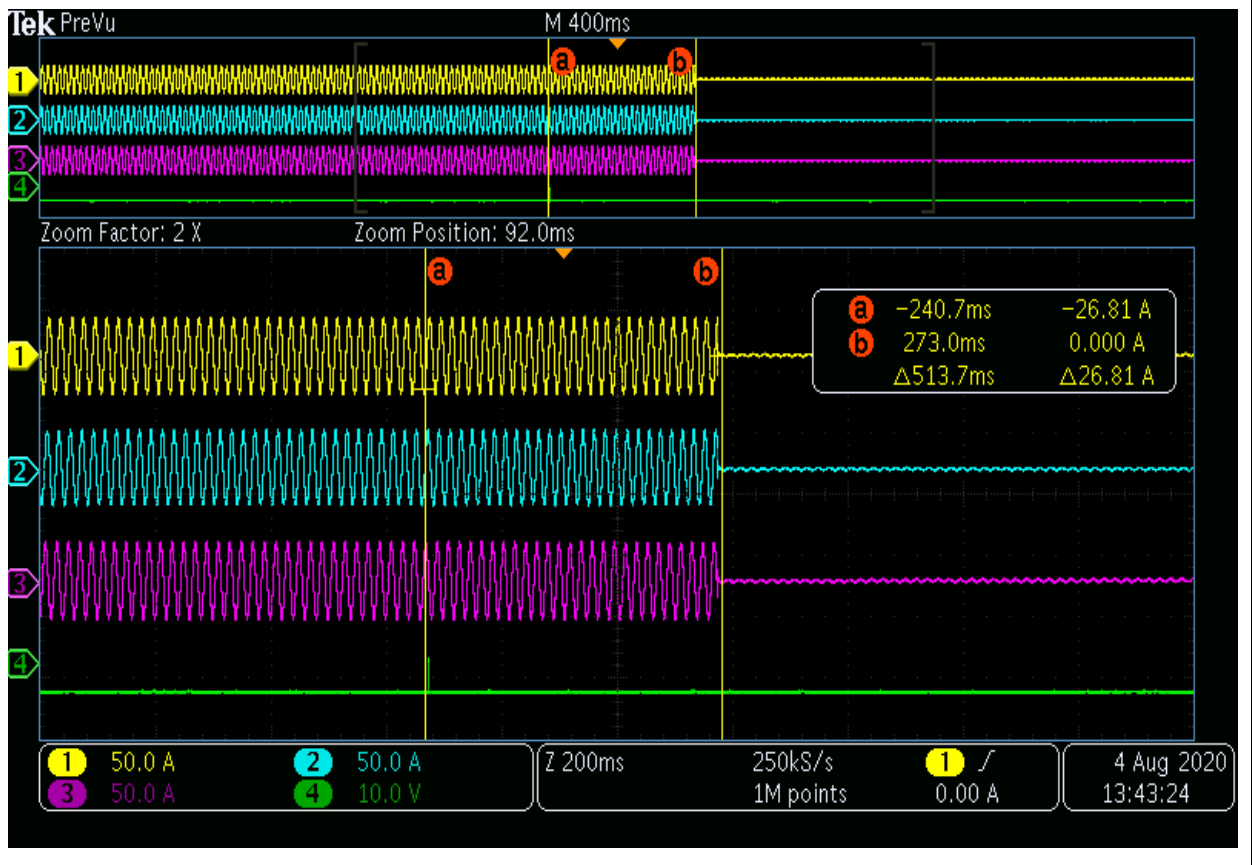 Tek PreVu M 400ms
a b
1
2
3
4
Zoom Factor: 2 X Zoom Position: 92.0ms
a b
a -240.7ms -26.81 A
b 273.0ms 0.000 A
Δ513.7ms Δ26.81 A
1
2
3
4
1 50.0 A 2 50.0 A Z 200ms 250kS/s 1 4 Aug 2020
3 50.0 A 4 10.0 V 1M points 0.00 A 13:43:24